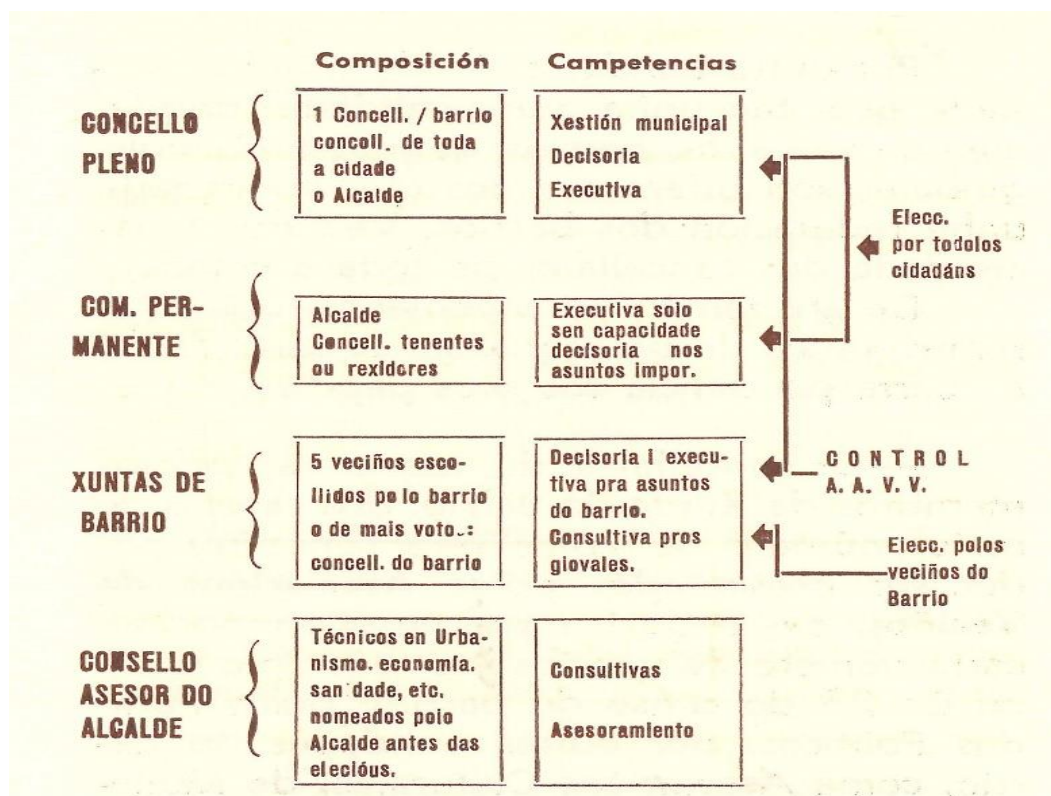 Composición
Campetencias
CONCELLO
PLENO
1 Concell. / barrio
concoll. de toda
a cidade
o Alcalde
Xestión municipal
Decisoria
Executiva
Elecc.
por todolos
cidadáns
COM. PER-
MANENTE
Alcalde
Concell. tenentes
ou rexidores
Executiva solo
sen capacidade
decisoria nos
asuntos impor.
XUNTAS DE
BARRIO
5 veciños esco-
llidos polo barrio
o de mais voto.:
concell. do barrio
Decisoria i execu-
tiva pra asuntos
do barrio.
Consultiva pros
giovales.
CONTROL
A. A. V. V.
Elecc. polos
veciños do
Barrio
CONSELLO
ASESOR DO
ALCALDE
Técnicos en Urba-
nismo. economía.
san dade, etc.
nomeados polo
Alcalde antes das
elecióus.
Consultivas
Asesoramiento